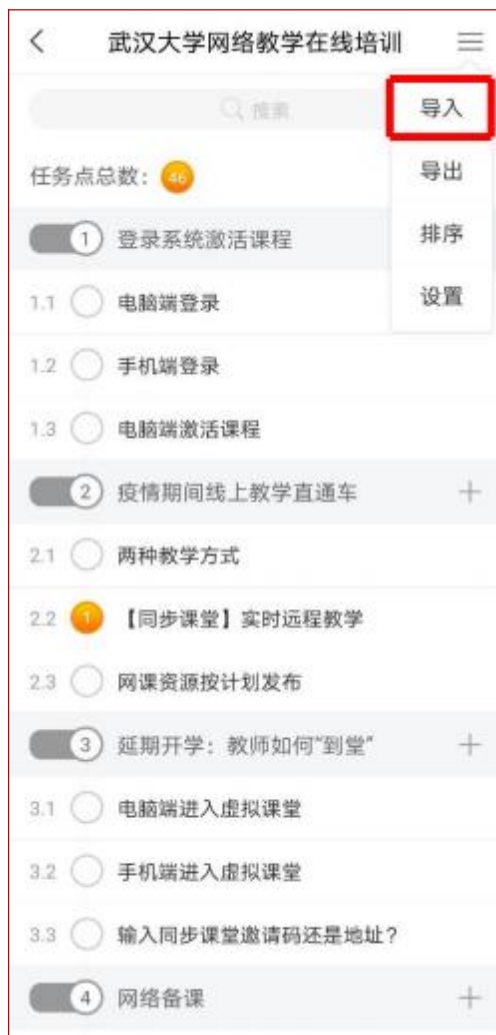 武汉大学网络教学在线培训
搜索
导入
任务点总数： 46
导出
1 登录系统激活课程
排序
1.1 电脑端登录
设置
1.2 手机端登录
1.3 电脑端激活课程
2 疫情期间线上教学直通车
2.1 两种教学方式
2.2 1 【同步课堂】实时远程教学
2.3 网课资源按计划发布
3 延期开学：教师如何“到堂”
3.1 电脑端进入虚拟课堂
3.2 手机端进入虚拟课堂
3.3 输入同步课堂邀请码还是地址？
4 网络备课